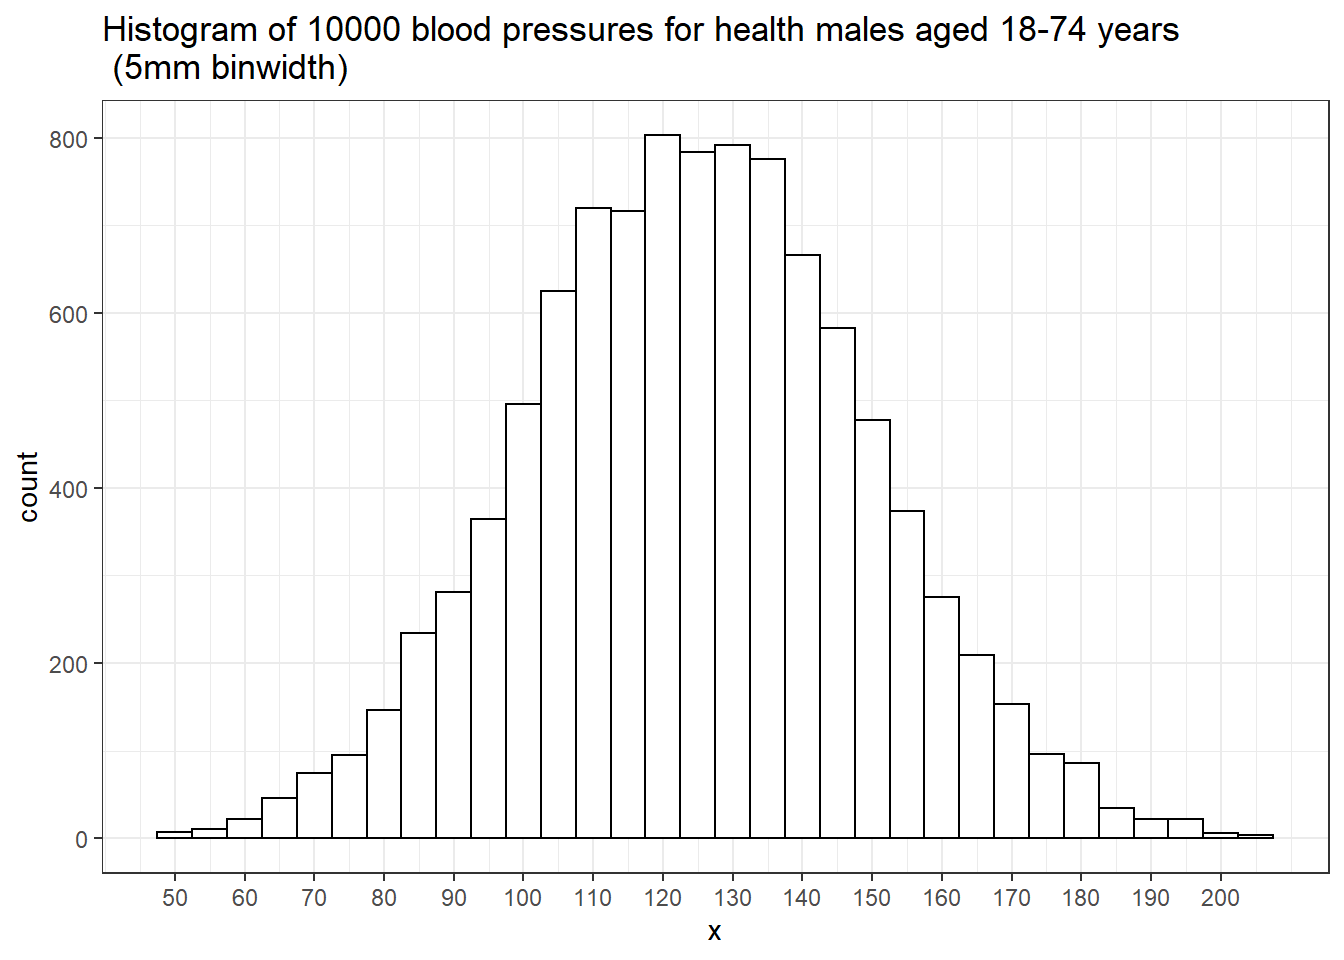 Histogram of 10000 blood pressures for health males aged 18-74 years
(5mm binwidth)
800
600
400
200
0
count
50 60 70 80 90 100 110 120 130 140 150 160 170 180 190 200
x